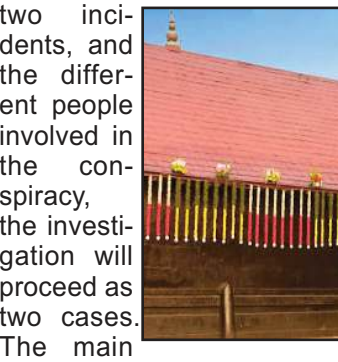 two inci-
dents, and
the differ-
ent people
involved in
the con-
spiracy,
the investi-
gation will
proceed as
two cases.
The main